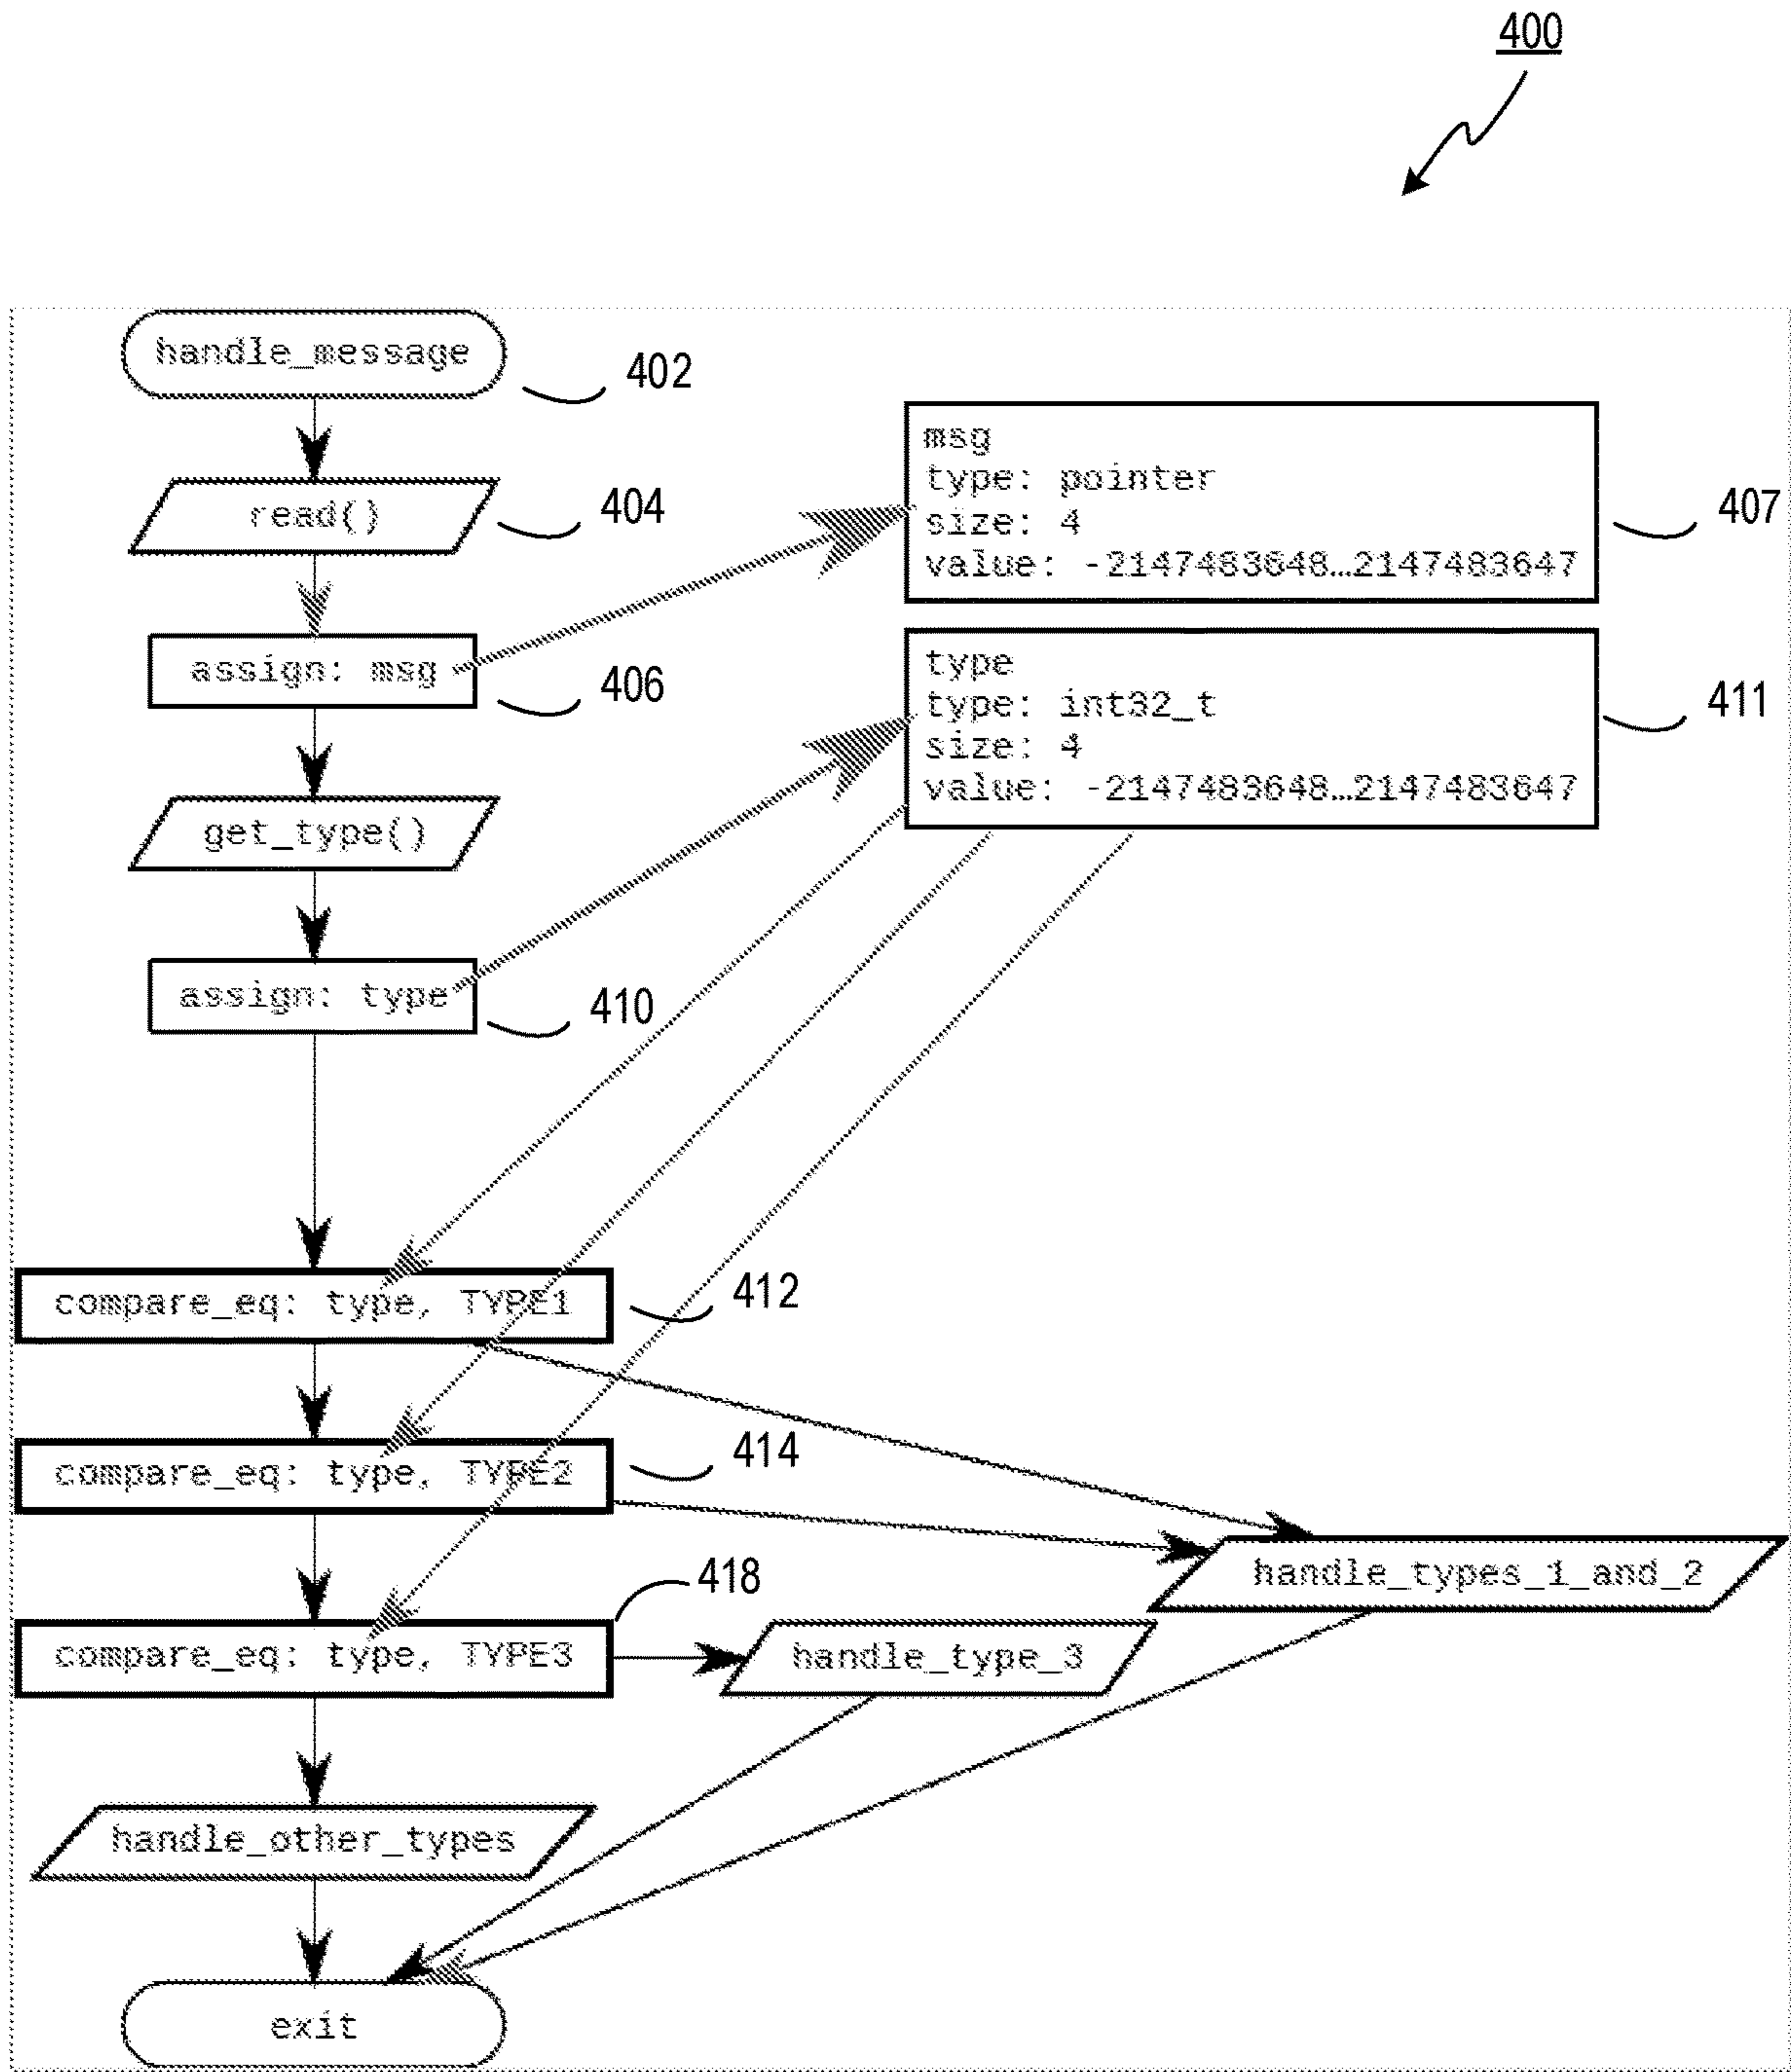 400
handle_message
402
msg
type: pointer
size: 4
value: -2147483648…2147483647
407
read()
404
assign: msg
406
type
type: int32_t
size: 4
value: -2147483648…2147483647
411
get_type()
assign: type
410
compare_eq: type, TYPE1
412
compare_eq: type, TYPE2
414
handle_types_1_and_2
418
compare_eq: type, TYPE3
handle_type_3
handle_other_types
exit